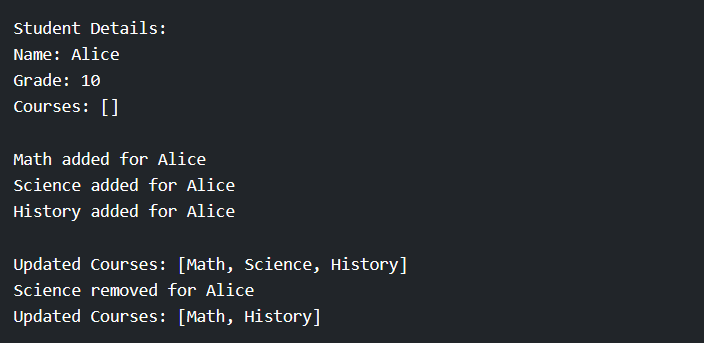 Student Details:
Name: Alice
Grade: 10
Courses: []
Math added for Alice
Science added for Alice
History added for Alice
Updated Courses: [Math, Science, History]
Science removed for Alice
Updated Courses: [Math, History]